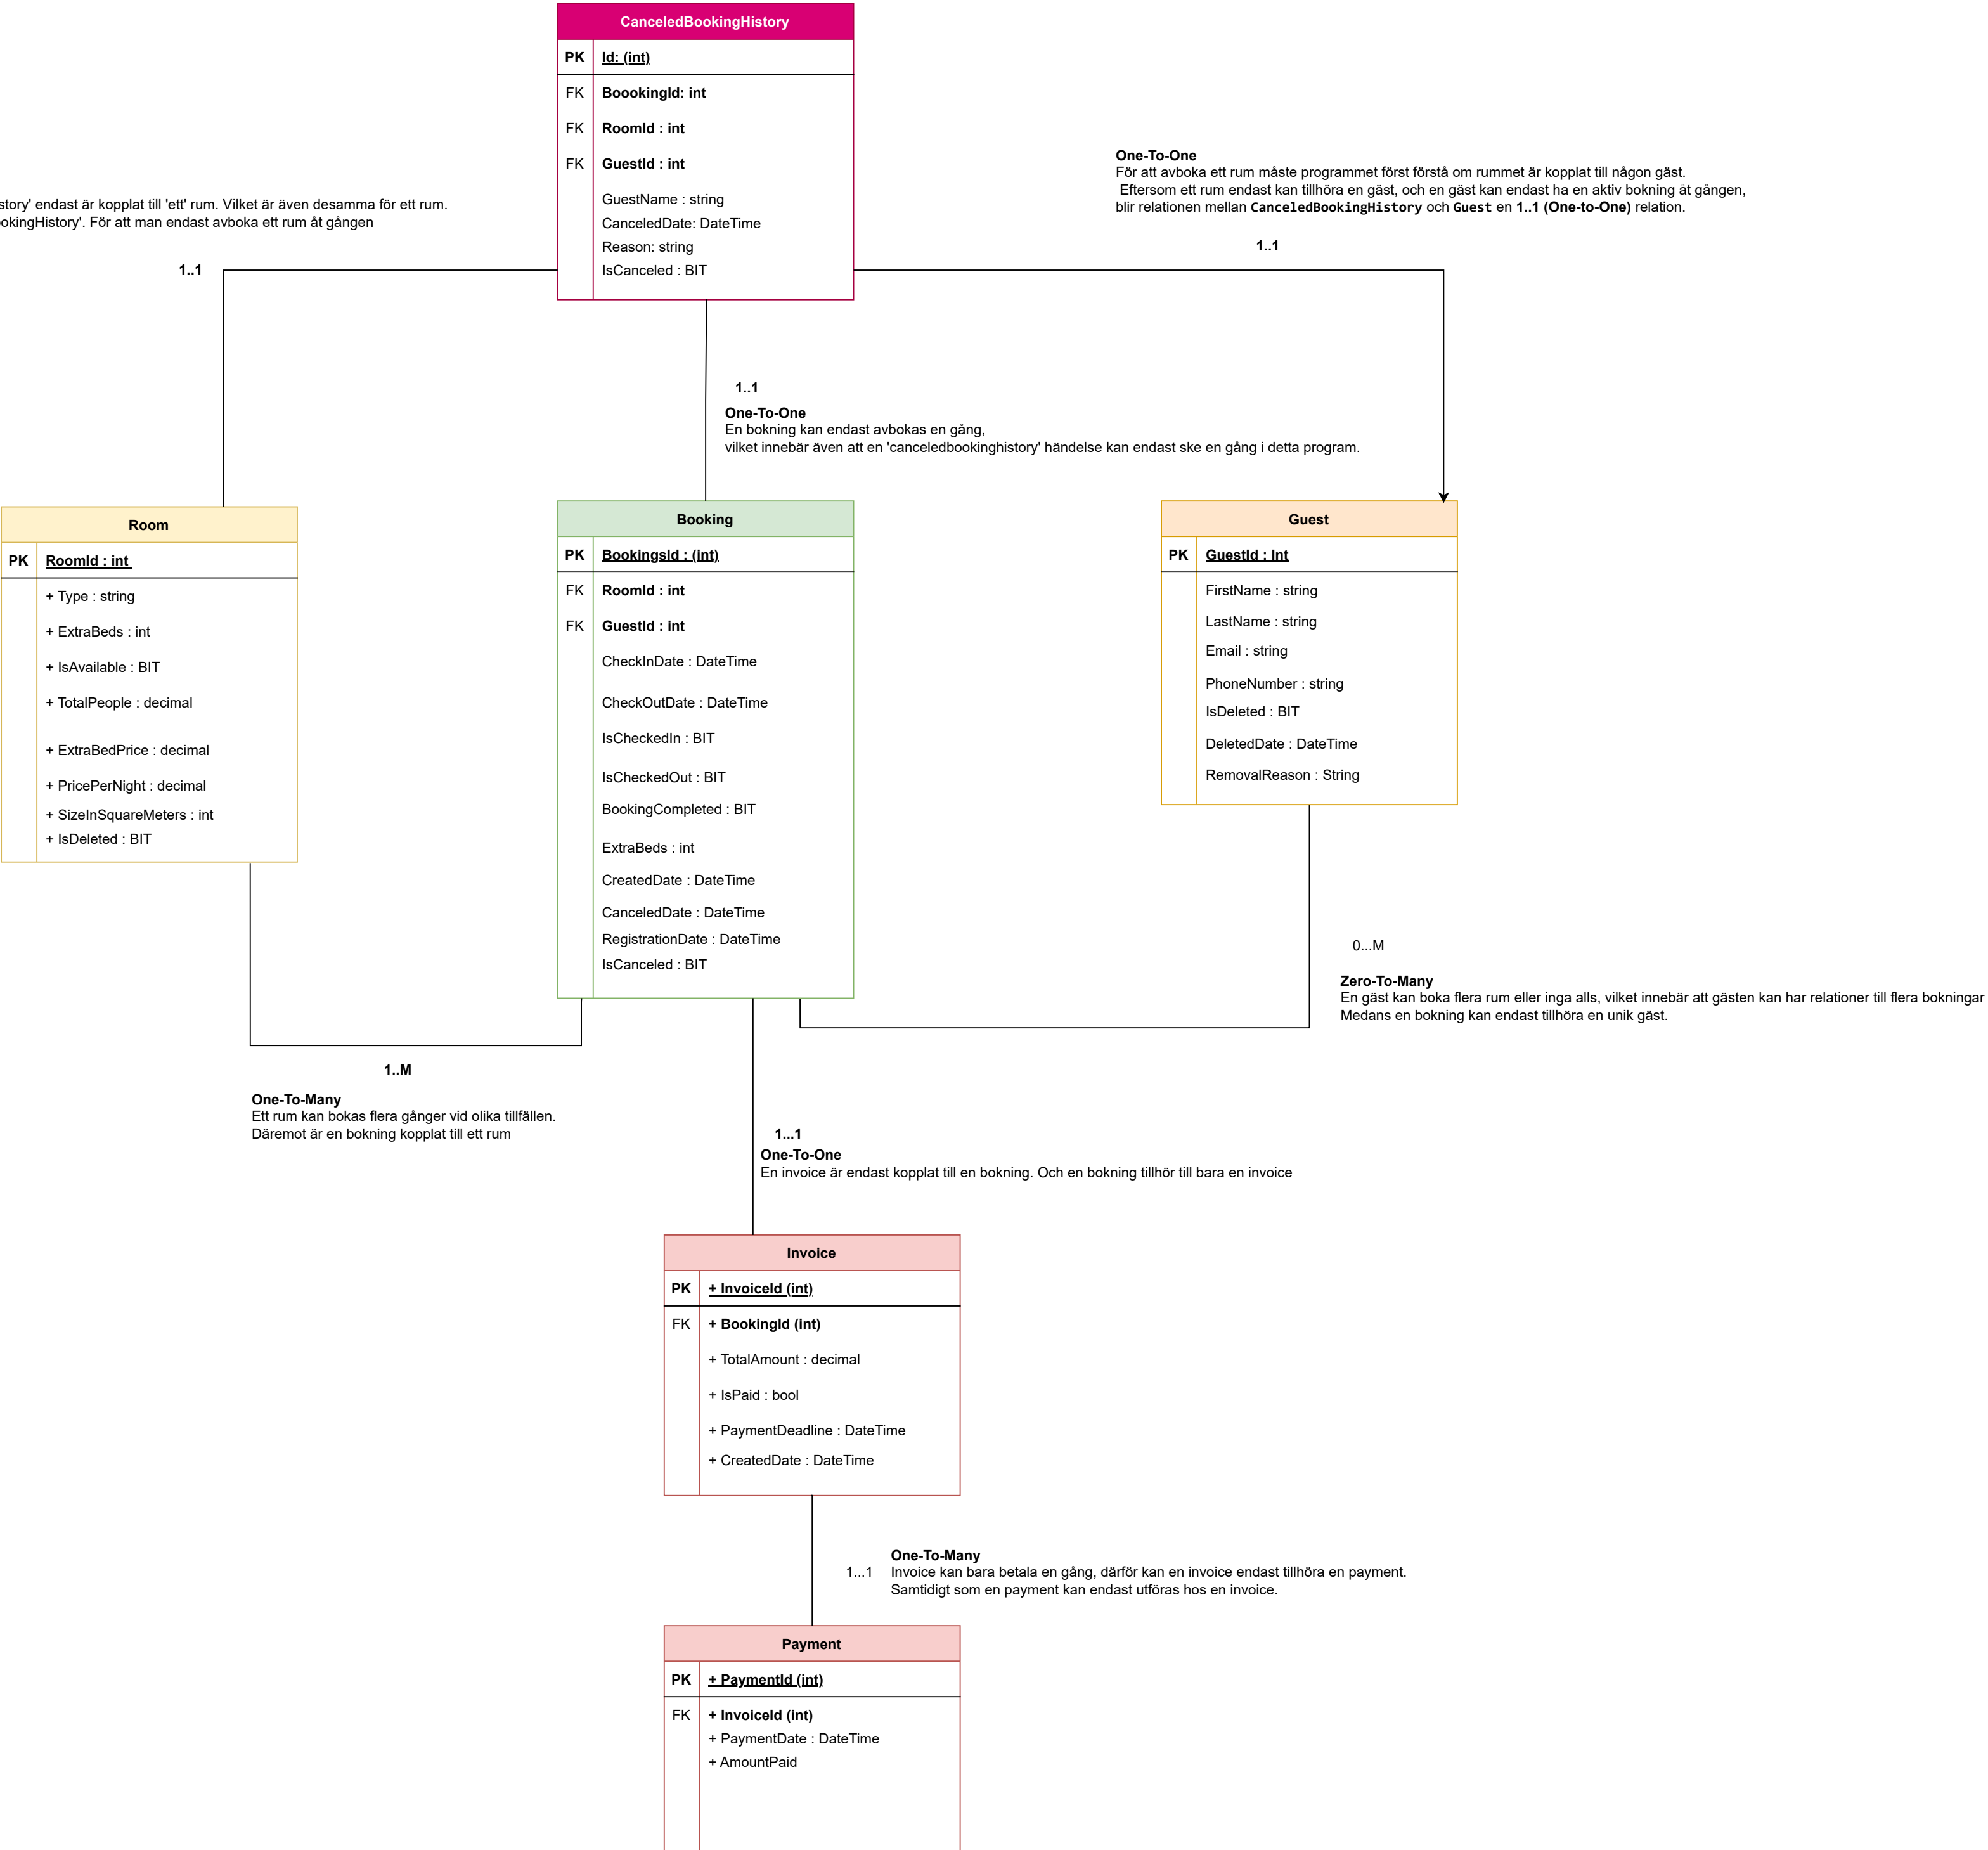 CanceledBookingHistory
PK Id: (int)
FK BoookingId: int
FK RoomId : int
FK GuestId : int
GuestName : string
CanceledDate: DateTime
Reason: string
IsCanceled : BIT
One-To-One
För att avboka ett rum måste programmet först förstå om rummet är kopplat till någon gäst.
Eftersom ett rum endast kan tillhöra en gäst, och en gäst kan endast ha en aktiv bokning åt gången,
blir relationen mellan CanceledBookingHistory och Guest en 1..1 (One-to-One) relation.
1..1
story' endast är kopplat till 'ett' rum. Vilket är även desamma för ett rum.
okingHistory'. För att man endast avboka ett rum åt gången
1..1
1..1
One-To-One
En bokning kan endast avbokas en gång,
vilket innebär även att en 'canceledbookinghistory' händelse kan endast ske en gång i detta program.
Room
PK RoomId : int
+ Type : string
+ ExtraBeds : int
+ IsAvailable : BIT
+ TotalPeople : decimal
+ ExtraBedPrice : decimal
+ PricePerNight : decimal
+ SizeInSquareMeters : int
+ IsDeleted : BIT
Booking
PK BookingsId : (int)
FK RoomId : int
FK GuestId : int
CheckInDate : DateTime
CheckOutDate : DateTime
IsCheckedIn : BIT
IsCheckedOut : BIT
BookingCompleted : BIT
ExtraBeds : int
CreatedDate : DateTime
CanceledDate : DateTime
RegistrationDate : DateTime
IsCanceled : BIT
Guest
PK GuestId : Int
FirstName : string
LastName : string
Email : string
PhoneNumber : string
IsDeleted : BIT
DeletedDate : DateTime
RemovalReason : String
0...M
Zero-To-Many
En gäst kan boka flera rum eller inga alls, vilket innebär att gästen kan har relationer till flera bokningar
Medans en bokning kan endast tillhöra en unik gäst.
1..M
One-To-Many
Ett rum kan bokas flera gånger vid olika tillfällen.
Däremot är en bokning kopplat till ett rum
1...1
One-To-One
En invoice är endast kopplat till en bokning. Och en bokning tillhör till bara en invoice
Invoice
PK + InvoiceId (int)
FK + BookingId (int)
+ TotalAmount : decimal
+ IsPaid : bool
+ PaymentDeadline : DateTime
+ CreatedDate : DateTime
One-To-Many
1...1 Invoice kan bara betala en gång, därför kan en invoice endast tillhöra en payment.
Samtidigt som en payment kan endast utföras hos en invoice.
Payment
PK + PaymentId (int)
FK + InvoiceId (int)
+ PaymentDate : DateTime
+ AmountPaid